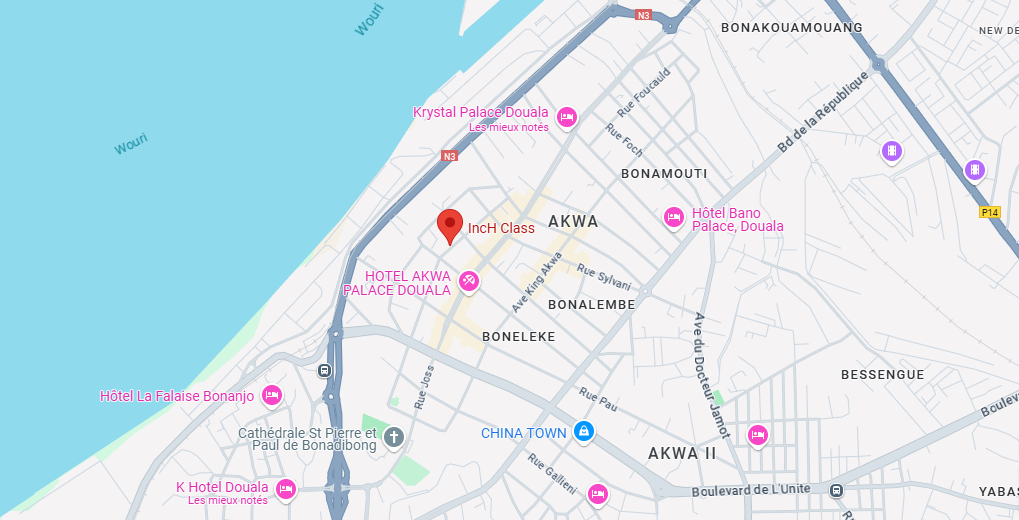 Wouri
N3
BONAKOUAMOUANG
NEW DE
Rue Foucauld
Bd de la République
Krystal Palace Douala
Les mieux notés
Rue Foch
Wouri
N3
BONAMOUTI
P14
Hôtel Bano
Palace, Douala
AKWA
IncH Class
HOTEL AKWA
PALACE DOUALA
Ave King Akwa
Rue Sylvani
BONALEMBE
BONELEKE
Ave du Docteur Jamot
BESSENGUE
Rue Joss
Hôtel La Falaise Bonanjo
Rue Pau
Boulev
Cathédrale St Pierre et
Paul de Bonadibong
CHINA TOWN
AKWA II
Rue Gallieni
K Hotel Douala
Les mieux notés
Boulevard de L'Unite
YABAS
Ru